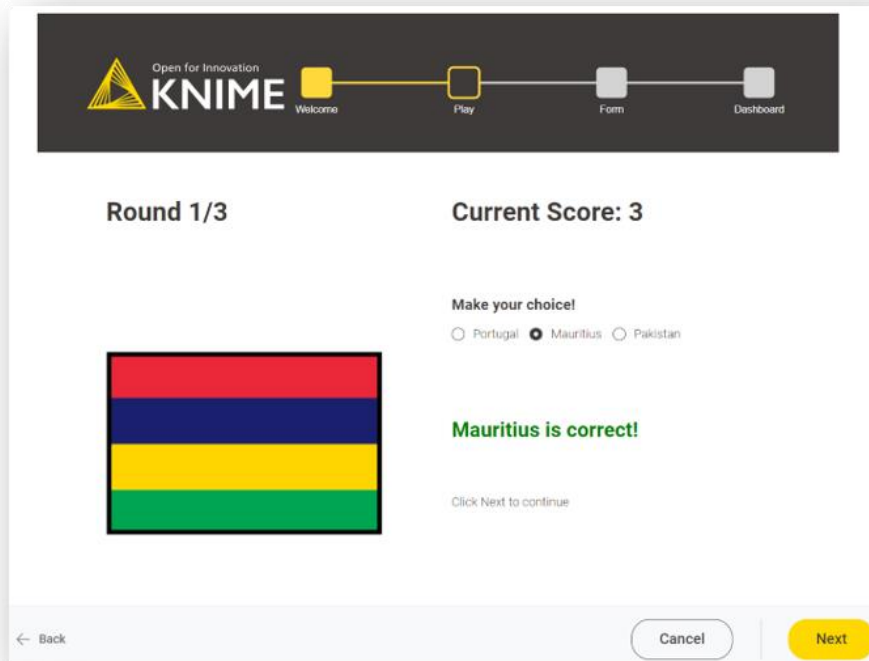 Open for Innovation
KNIME
Welcome
Play
Form
Dashboard
Round 1/3
Current Score: 3
Make your choice!
Portugal Mauritius Pakistan
Mauritius is correct!
Click Next to continue
Back
Cancel
Next